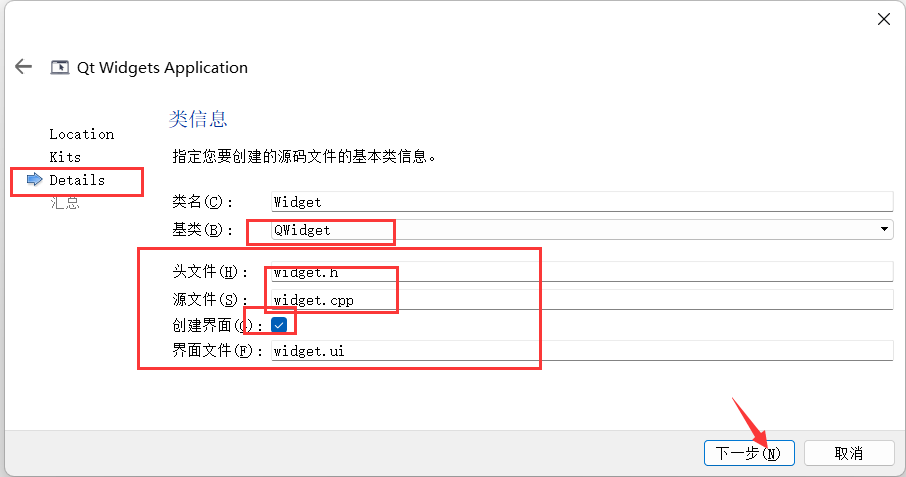 Qt Widgets Application
类信息
Location
Kits
Details
汇总
指定您要创建的源码文件的基本类信息。
类名(C): Widget
基类(B): QWidget
头文件(H): widget.h
源文件(S): widget.cpp
创建界面(G):
界面文件(F): widget.ui
下一步(N) 取消